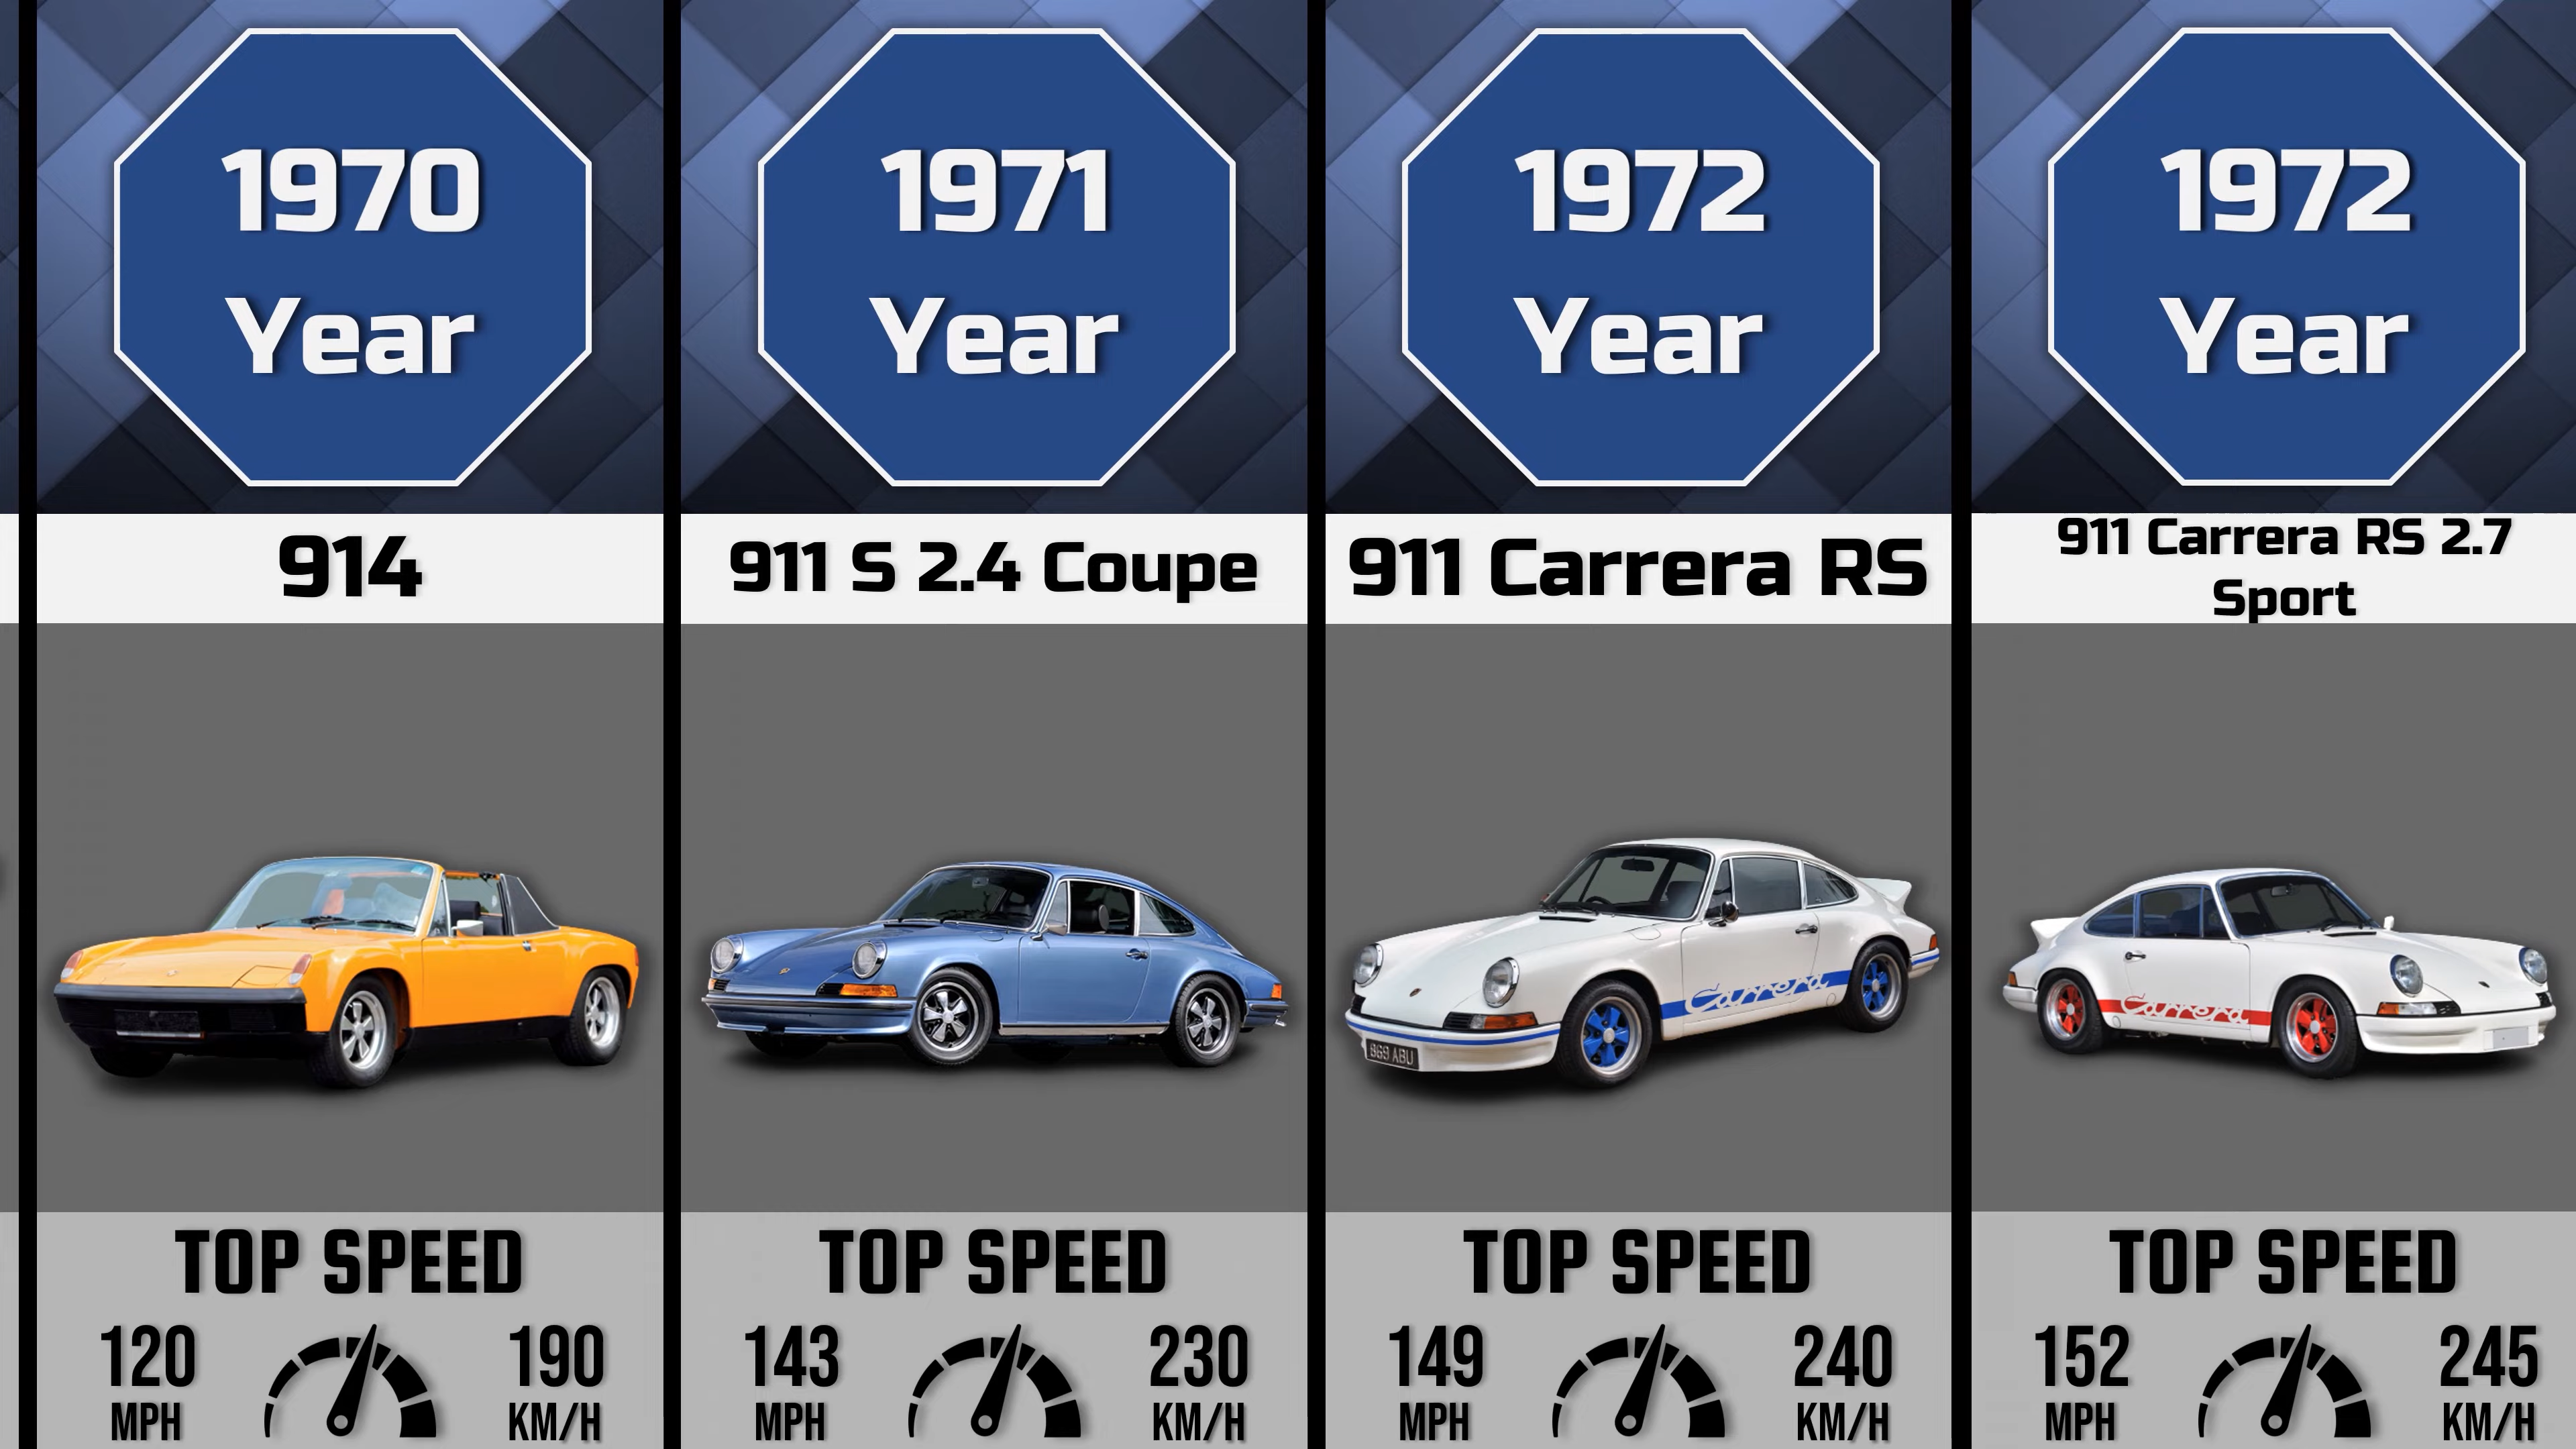 1970
Year
914
TOP SPEED
120
MPH
190
KM/H
1971
Year
911 S 2.4 Coupe
TOP SPEED
143
MPH
230
KM/H
1972
Year
911 Carrera RS
Carrera
869 ABU
TOP SPEED
149
MPH
240
KM/H
1972
Year
911 Carrera RS 2.7
Sport
Carrera
TOP SPEED
152
MPH
245
KM/H